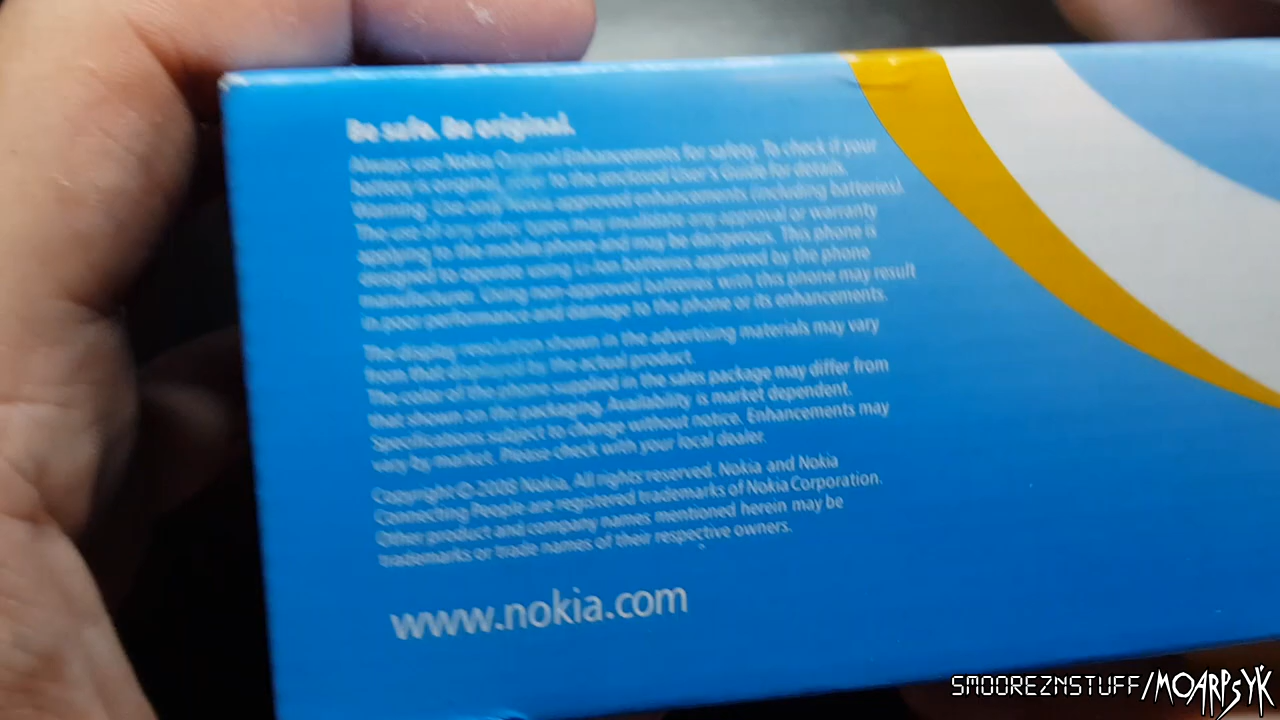 Be safe. Be original.
Always use Nokia Original Enhancements for safety. To check if your
battery is original, refer to the enclosed User's Guide for details.
Warning: Use only Nokia approved enhancements (including batteries).
The use of any other types may invalidate any approval or warranty
applying to the mobile phone and may be dangerous. This phone is
designed to operate using Li-Ion batteries approved by the phone
manufacturer. Using non-approved batteries with this phone may result
in poor performance and damage to the phone or its enhancements.
The display resolution shown in the advertising materials may vary
from that displayed by the actual product.
The color of the phone supplied in the sales package may differ from
that shown on the packaging. Availability is market dependent.
Specifications subject to change without notice. Enhancements may
vary by market. Please check with your local dealer.
Copyright © 2008 Nokia. All rights reserved. Nokia and Nokia
Connecting People are registered trademarks of Nokia Corporation.
Other product and company names mentioned herein may be
trademarks or trade names of their respective owners.
www.nokia.com
SMOOREZNSTUFF/MOARPSYK